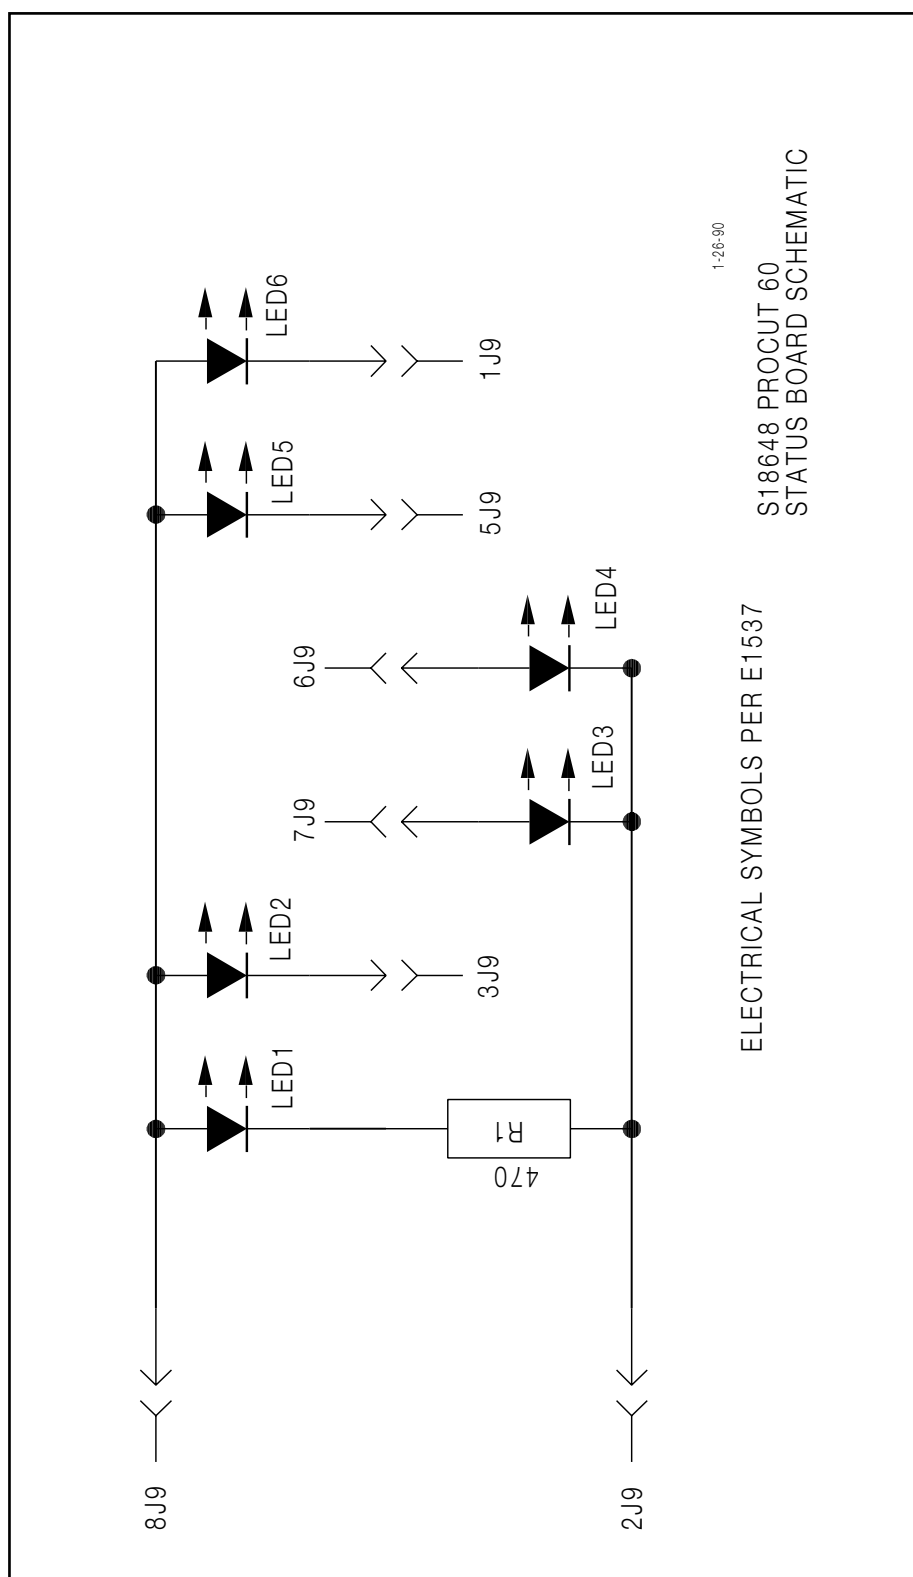 8J9
2J9
LED1
R1
470
LED2
3J9
7J9
LED3
6J9
LED4
LED5
5J9
LED6
1J9
ELECTRICAL SYMBOLS PER E1537
1-26-90
S18648 PROCUT 60
STATUS BOARD SCHEMATIC